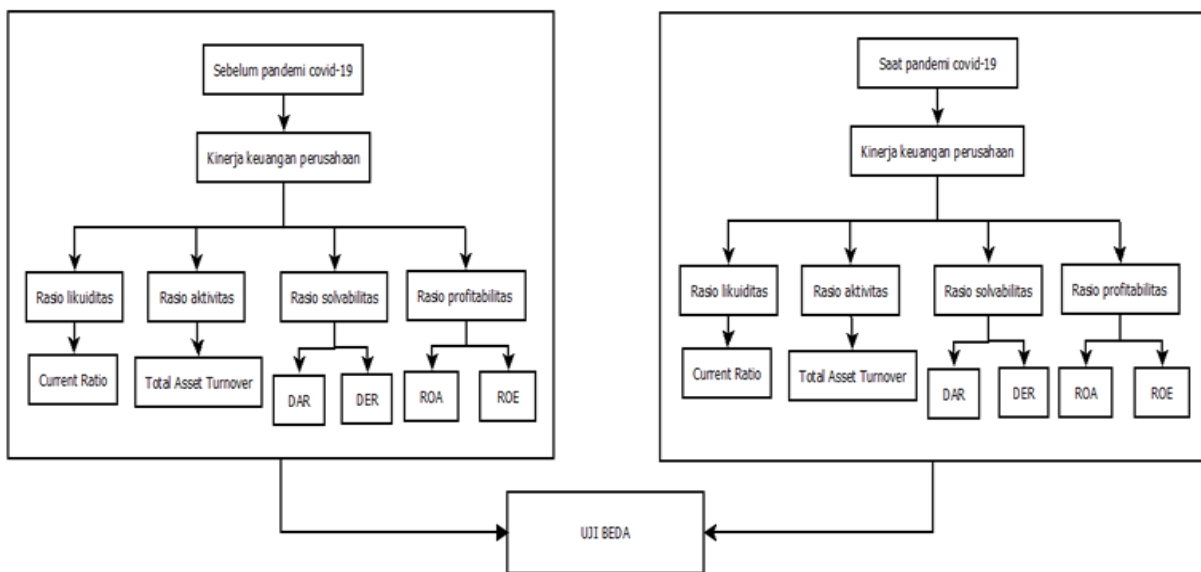 Sebelum pandemi covid-19
Kinerja keuangan perusahaan
Rasio likuiditas
Rasio aktivitas
Rasio solvabilitas
Rasio profitabilitas
Current Ratio
Total Asset Turnover
DAR
DER
ROA
ROE
Saat pandemi covid-19
Kinerja keuangan perusahaan
Rasio likuiditas
Rasio aktivitas
Rasio solvabilitas
Rasio profitabilitas
Current Ratio
Total Asset Turnover
DAR
DER
ROA
ROE
UJI BEDA